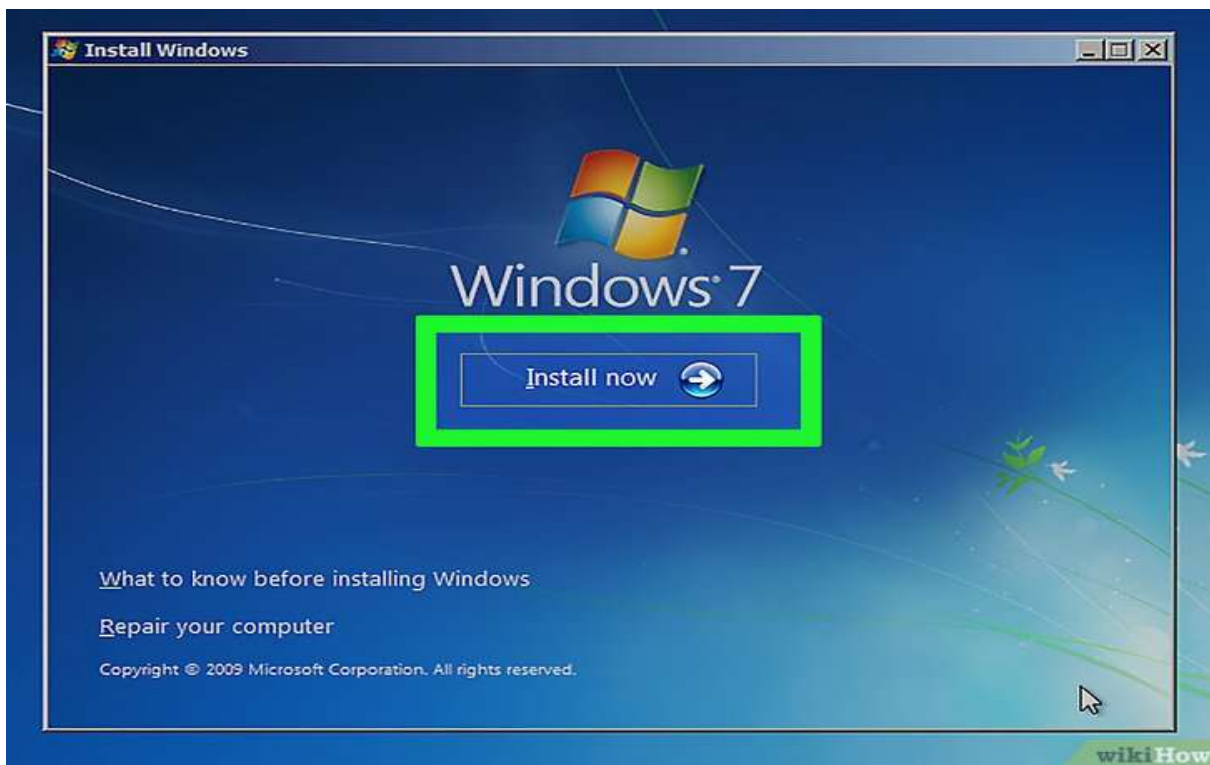 Install Windows
Windows® 7
Install now
What to know before installing Windows
Repair your computer
Copyright © 2009 Microsoft Corporation. All rights reserved.
wikiHow